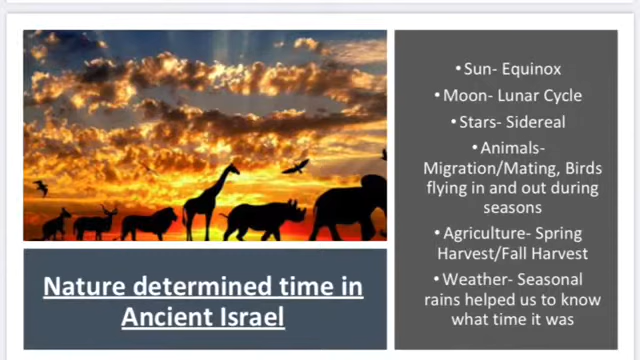 • Sun- Equinox
• Moon- Lunar Cycle
• Stars- Sidereal
• Animals-
Migration/Mating, Birds
flying in and out during
seasons
• Agriculture- Spring
Harvest/Fall Harvest
• Weather- Seasonal
rains helped us to know
what time it was
Nature determined time in
Ancient Israel